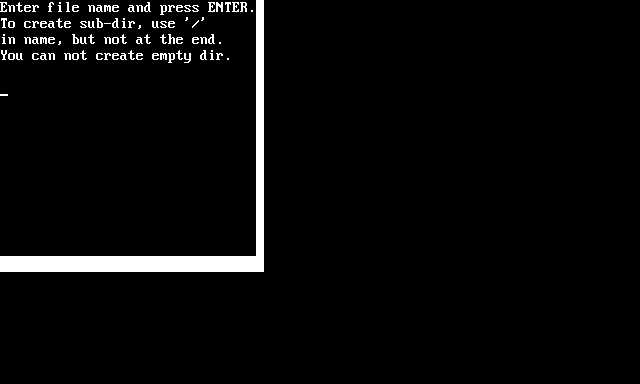 Enter file name and press ENTER.
To create sub-dir, use '/'
in name, but not at the end.
You can not create empty dir.